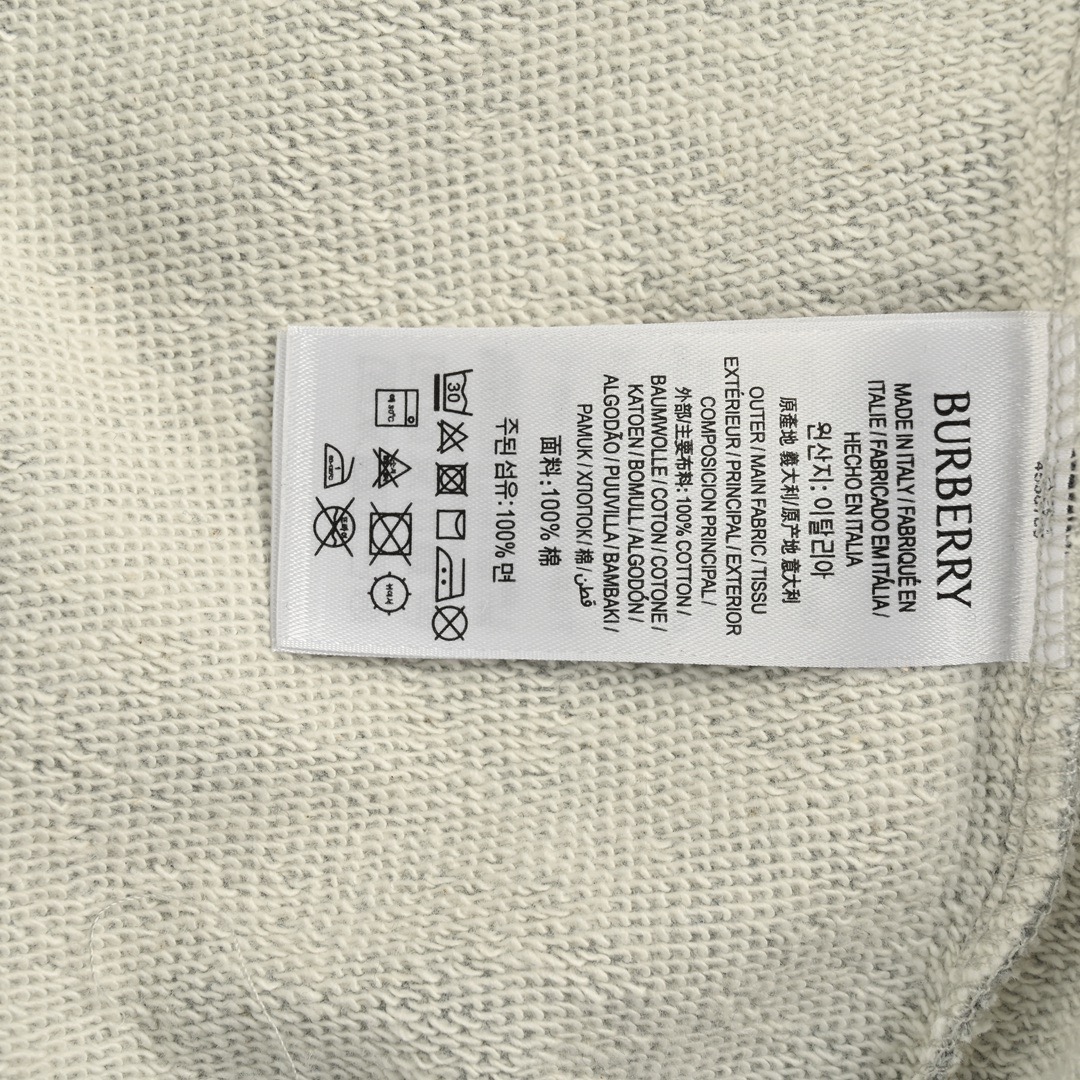 BURBERRY
MADE IN ITALY / FABRIQUÉ EN
ITALIE / FABRICADO EM ITÁLIA /
HECHO EN ITALIA
원산지: 이탈리아
原產地 義大利/原产地 意大利
OUTER / MAIN FABRIC / TISSU
EXTÉRIEUR / PRINCIPAL / EXTERIOR
COMPOSICION PRINCIPAL /
外部/主要布料: 100% COTTON /
BAUMWOLLE / COTON / COTONE /
KATOEN / BOMULL / ALGODÓN /
ALGODÃO / PUUVILLA / BAMBAKI /
PAMUK / ХЛОПОК / 棉 / قطن
面料: 100% 棉
주된 섬유: 100% 면
30